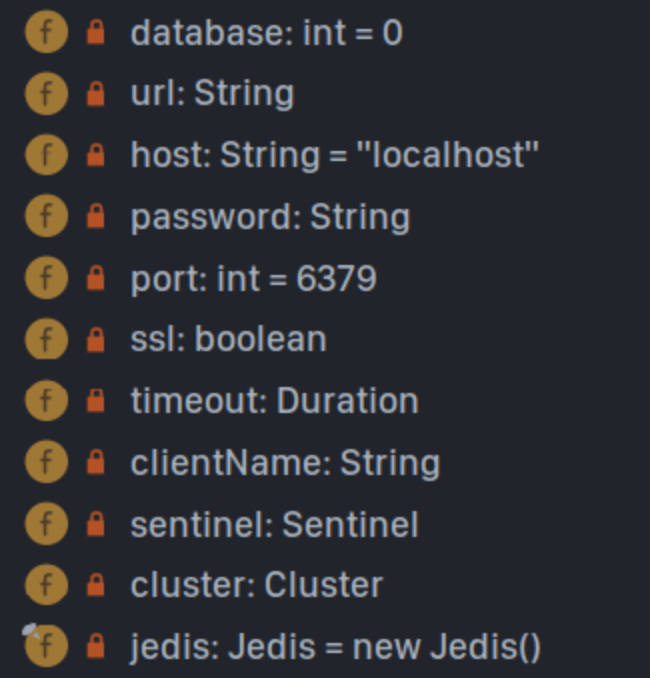 f database: int = 0
f url: String
f host: String = "localhost"
f password: String
f port: int = 6379
f ssl: boolean
f timeout: Duration
f clientName: String
f sentinel: Sentinel
f cluster: Cluster
f jedis: Jedis = new Jedis()